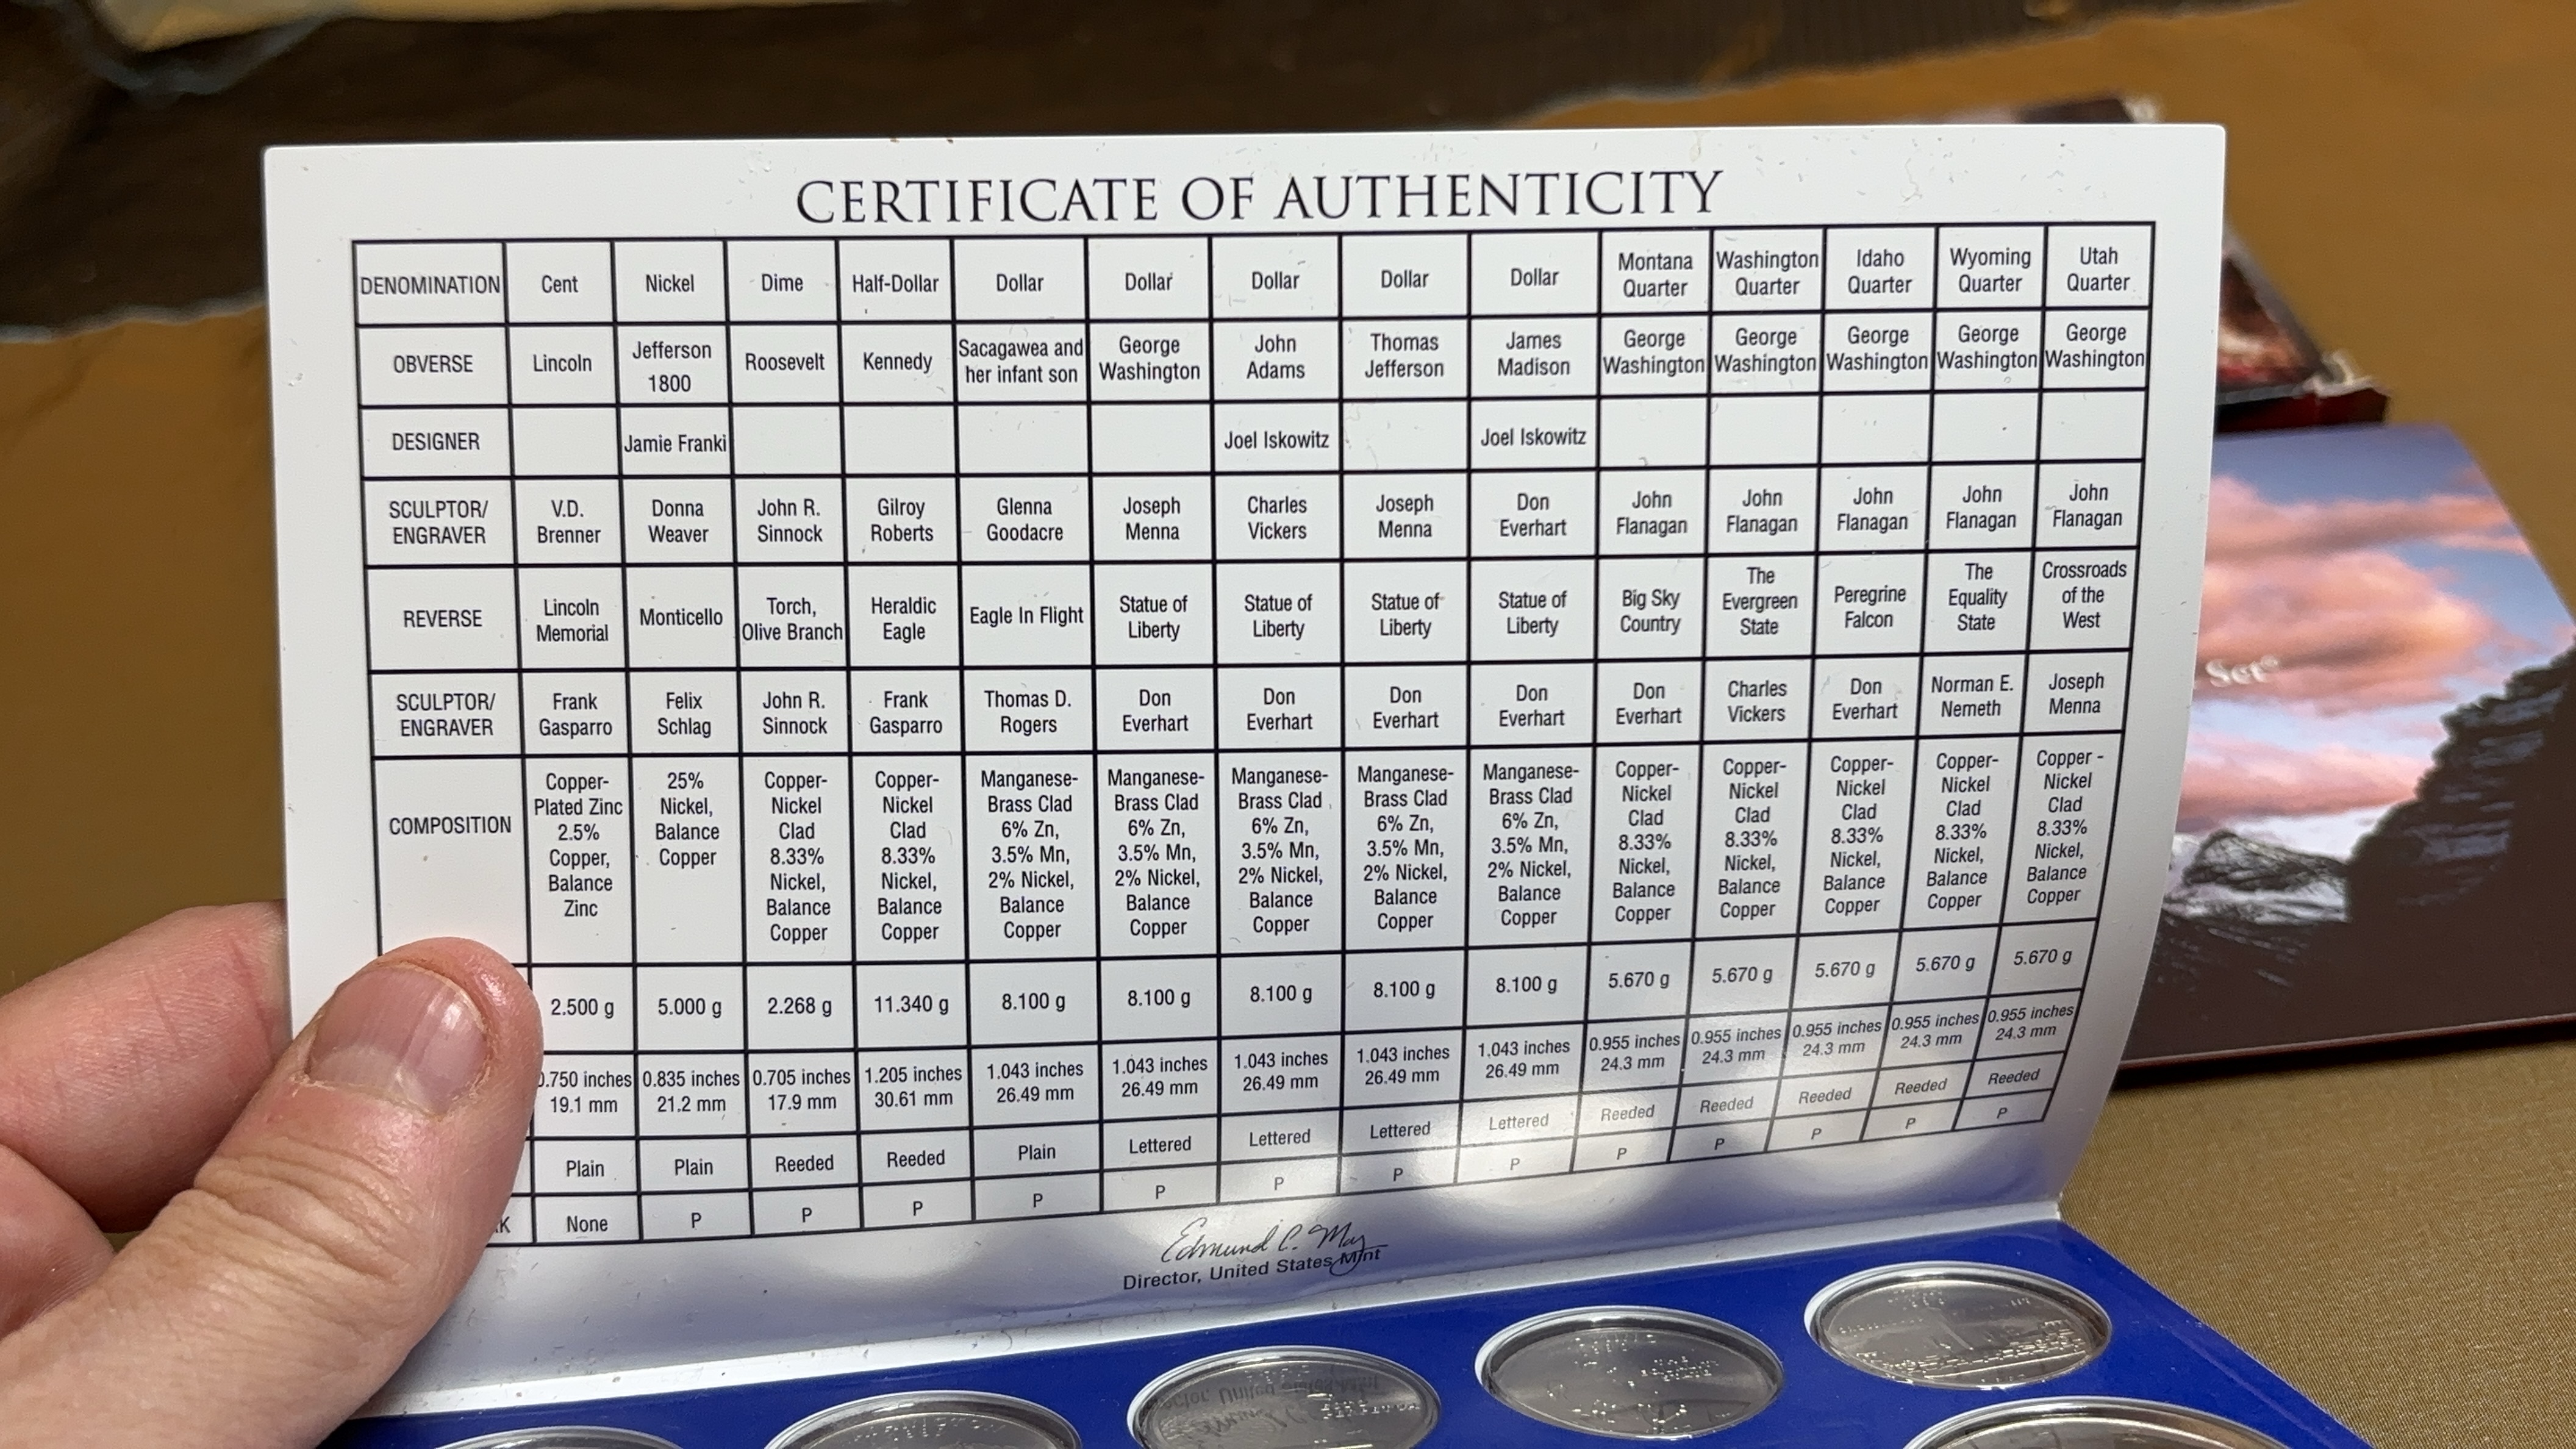 CERTIFICATE OF AUTHENTICITY
DENOMINATION Cent Nickel Dime Half-Dollar Dollar Dollar Dollar Dollar Dollar Montana Quarter Washington Quarter Idaho Quarter Wyoming Quarter Utah Quarter
OBVERSE Lincoln Jefferson 1800 Roosevelt Kennedy Sacagawea and her infant son George Washington John Adams Thomas Jefferson James Madison George Washington George Washington George Washington George Washington George Washington
DESIGNER Jamie Franki Joel Iskowitz Joel Iskowitz
SCULPTOR/ENGRAVER V.D. Brenner Donna Weaver John R. Sinnock Gilroy Roberts Glenna Goodacre Joseph Menna Charles Vickers Joseph Menna Don Everhart John Flanagan John Flanagan John Flanagan John Flanagan John Flanagan
REVERSE Lincoln Memorial Monticello Torch, Olive Branch Heraldic Eagle Eagle In Flight Statue of Liberty Statue of Liberty Statue of Liberty Statue of Liberty Big Sky Country The Evergreen State Peregrine Falcon The Equality State Crossroads of the West
SCULPTOR/ENGRAVER Frank Gasparro Felix Schlag John R. Sinnock Frank Gasparro Thomas D. Rogers Don Everhart Don Everhart Don Everhart Don Everhart Don Everhart Charles Vickers Don Everhart Norman E. Nemeth Joseph Menna
COMPOSITION Copper-Plated Zinc 2.5% Copper, Balance Zinc 25% Nickel, Balance Copper Copper-Nickel Clad 8.33% Nickel, Balance Copper Copper-Nickel Clad 8.33% Nickel, Balance Copper Manganese-Brass Clad 6% Zn, 3.5% Mn, 2% Nickel, Balance Copper Manganese-Brass Clad 6% Zn, 3.5% Mn, 2% Nickel, Balance Copper Manganese-Brass Clad 6% Zn, 3.5% Mn, 2% Nickel, Balance Copper Manganese-Brass Clad 6% Zn, 3.5% Mn, 2% Nickel, Balance Copper Manganese-Brass Clad 6% Zn, 3.5% Mn, 2% Nickel, Balance Copper Copper-Nickel Clad 8.33% Nickel, Balance Copper Copper-Nickel Clad 8.33% Nickel, Balance Copper Copper-Nickel Clad 8.33% Nickel, Balance Copper Copper-Nickel Clad 8.33% Nickel, Balance Copper Copper - Nickel Clad 8.33% Nickel, Balance Copper
2.500 g 5.000 g 2.268 g 11.340 g 8.100 g 8.100 g 8.100 g 8.100 g 8.100 g 5.670 g 5.670 g 5.670 g 5.670 g 5.670 g
0.750 inches 0.835 inches 0.705 inches 1.205 inches 1.043 inches 1.043 inches 1.043 inches 1.043 inches 1.043 inches 0.955 inches 0.955 inches 0.955 inches 0.955 inches 0.955 inches
19.1 mm 21.2 mm 17.9 mm 30.61 mm 26.49 mm 26.49 mm 26.49 mm 26.49 mm 26.49 mm 24.3 mm 24.3 mm 24.3 mm 24.3 mm 24.3 mm
Plain Plain Reeded Reeded Plain Lettered Lettered Lettered Lettered Reeded Reeded Reeded Reeded Reeded
K None P P P P P P P P P P P P P
Edmund C. Moy
Director, United States Mint
Set